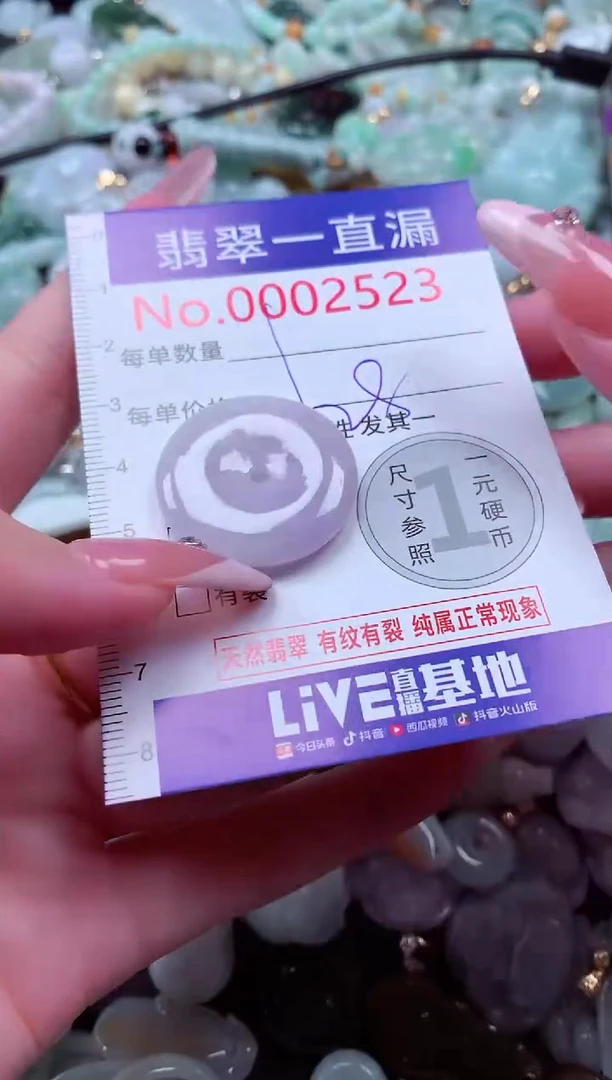 翡翠一直漏
No.0002523
每单数量
每单价
发其一
尺寸参照
1
一元硬币
有裂
天然翡翠 有纹有裂 纯属正常现象
LiVE直播基地
今日头条 抖音 西瓜视频 抖音火山版
1
2
3
4
5
7
8